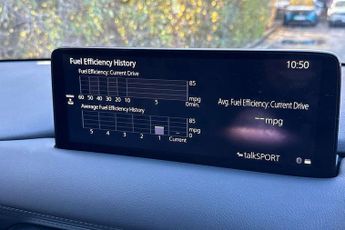 Fuel Efficiency History
10:50
Fuel Efficiency: Current Drive
85
mpg
60 50 40 30 20 10 5 0min.
0
Average Fuel Efficiency History
85
mpg
5 4 3 2 1 Current
0
Avg. Fuel Efficiency: Current Drive
--mpg
talkSPORT